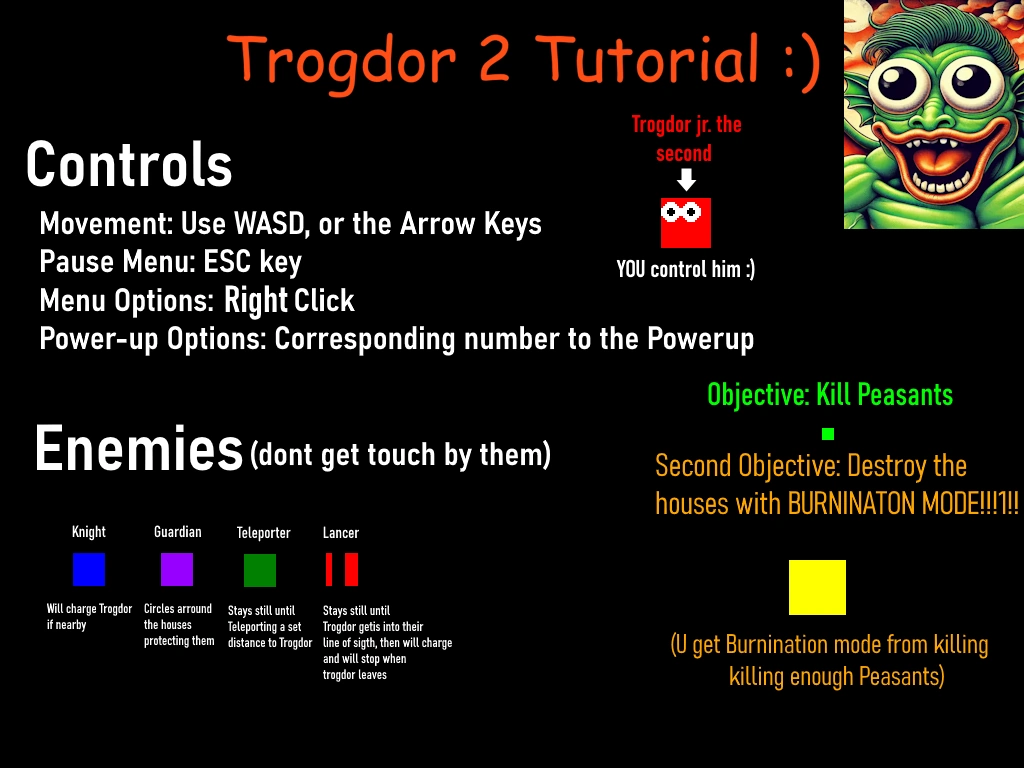 Trogdor 2 Tutorial :)
Trogdor jr. the
second
Controls
Movement: Use WASD, or the Arrow Keys
Pause Menu: ESC key
Menu Options: Right Click
Power-up Options: Corresponding number to the Powerup
YOU control him :)
Objective: Kill Peasants
Second Objective: Destroy the
houses with BURNINATON MODE!!!1!!
(U get Burnination mode from killing
killing enough Peasants)
Enemies (dont get touch by them)
Knight
Will charge Trogdor
if nearby
Guardian
Circles arround
the houses
protecting them
Teleporter
Stays still until
Teleporting a set
distance to Trogdor
Lancer
Stays still until
Trogdor getis into their
line of sigth, then will charge
and will stop when
trogdor leaves